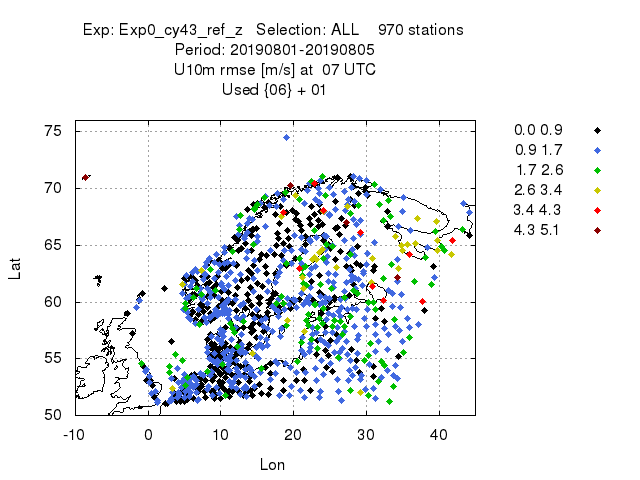 Exp: Exp0_cy43_ref_z   Selection: ALL    970 stations
Period: 20190801-20190805
U10m rmse [m/s] at  07 UTC
Used {06} + 01
75
70
65
60
55
50
Lat
-10 0 10 20 30 40
Lon
0.0 0.9
0.9 1.7
1.7 2.6
2.6 3.4
3.4 4.3
4.3 5.1